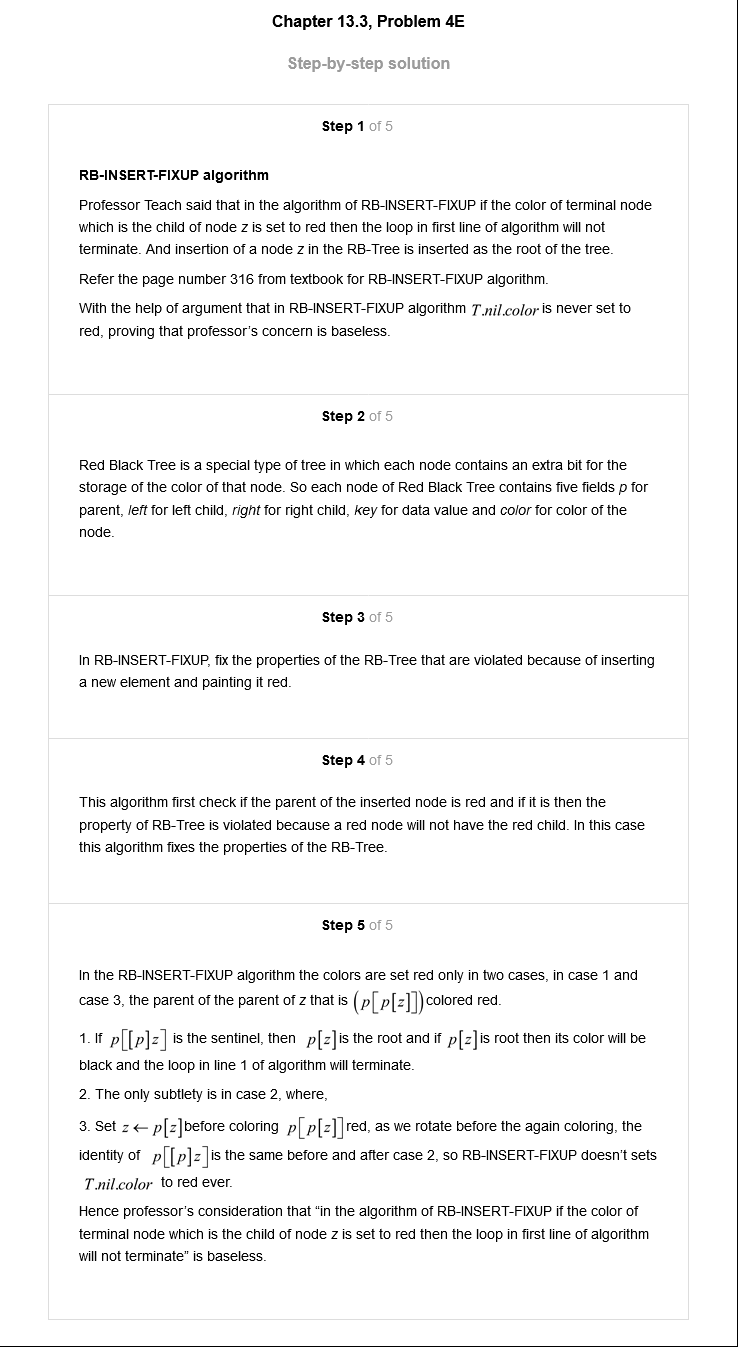 Chapter 13.3, Problem 4E
Step-by-step solution
Step 1 of 5
RB-INSERT-FIXUP algorithm
Professor Teach said that in the algorithm of RB-INSERT-FIXUP if the color of terminal node
which is the child of node z is set to red then the loop in first line of algorithm will not
terminate. And insertion of a node z in the RB-Tree is inserted as the root of the tree.
Refer the page number 316 from textbook for RB-INSERT-FIXUP algorithm.
With the help of argument that in RB-INSERT-FIXUP algorithm T.nil.color is never set to
red, proving that professor's concern is baseless.
Step 2 of 5
Red Black Tree is a special type of tree in which each node contains an extra bit for the
storage of the color of that node. So each node of Red Black Tree contains five fields p for
parent, left for left child, right for right child, key for data value and color for color of the
node.
Step 3 of 5
In RB-INSERT-FIXUP, fix the properties of the RB-Tree that are violated because of inserting
a new element and painting it red.
Step 4 of 5
This algorithm first check if the parent of the inserted node is red and if it is then the
property of RB-Tree is violated because a red node will not have the red child. In this case
this algorithm fixes the properties of the RB-Tree.
Step 5 of 5
In the RB-INSERT-FIXUP algorithm the colors are set red only in two cases, in case 1 and
case 3, the parent of the parent of z that is (p[p[z]]) colored red.
1. If p[[p]z] is the sentinel, then p[z] is the root and if p[z] is root then its color will be
black and the loop in line 1 of algorithm will terminate.
2. The only subtlety is in case 2, where,
3. Set z ← p[z] before coloring p[p[z]] red, as we rotate before the again coloring, the
identity of p[[p]z] is the same before and after case 2, so RB-INSERT-FIXUP doesn't sets
T.nil.color to red ever.
Hence professor's consideration that "in the algorithm of RB-INSERT-FIXUP if the color of
terminal node which is the child of node z is set to red then the loop in first line of algorithm
will not terminate" is baseless.